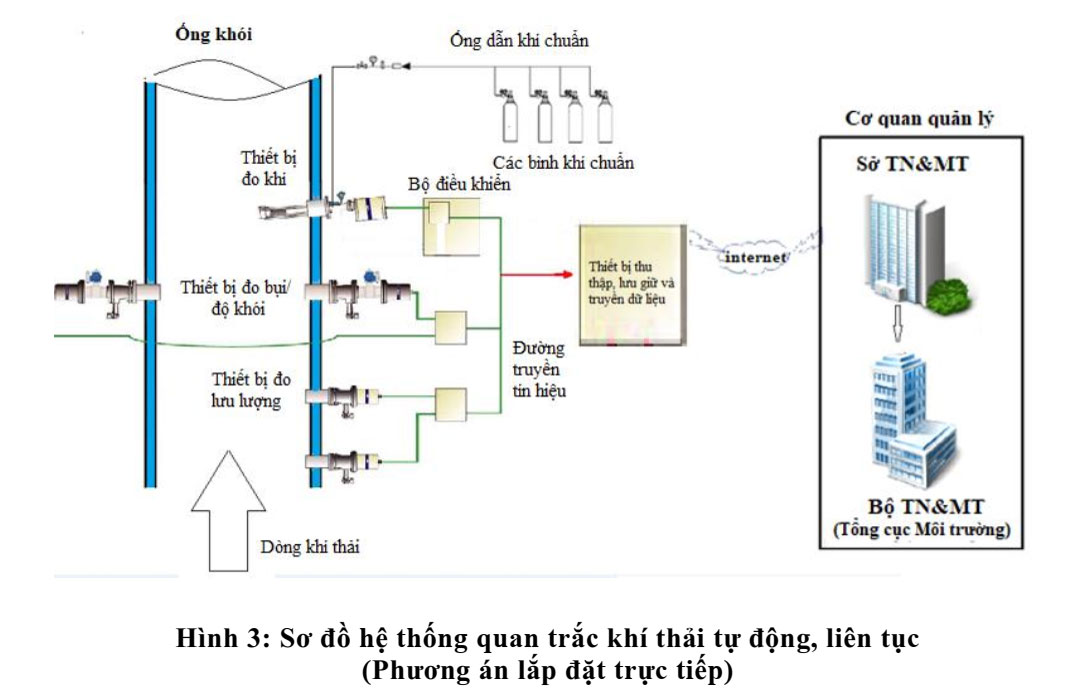 Ống khói
Ống dẫn khí chuẩn
Các bình khí chuẩn
Thiết bị
đo khí
Bộ điều khiển
Thiết bị đo bụi/
độ khói
Thiết bị đo
lưu lượng
Dòng khí thải
Đường
truyền
tín hiệu
Thiết bị thu
thập, lưu giữ và
truyền dữ liệu
internet
Cơ quan quản lý
Sở TN&MT
Bộ TN&MT
(Tổng cục Môi trường)
Hình 3: Sơ đồ hệ thống quan trắc khí thải tự động, liên tục
(Phương án lắp đặt trực tiếp)